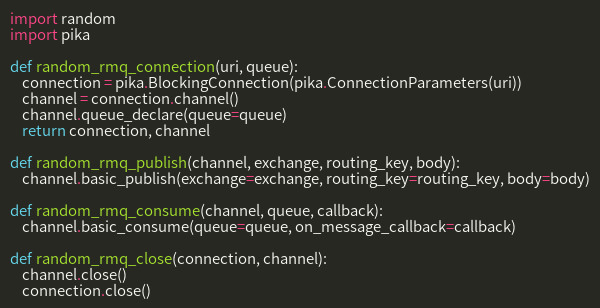 import random
import pika

def random_rmq_connection(uri, queue):
    connection = pika.BlockingConnection(pika.ConnectionParameters(uri))
    channel = connection.channel()
    channel.queue_declare(queue=queue)
    return connection, channel

def random_rmq_publish(channel, exchange, routing_key, body):
    channel.basic_publish(exchange=exchange, routing_key=routing_key, body=body)

def random_rmq_consume(channel, queue, callback):
    channel.basic_consume(queue=queue, on_message_callback=callback)

def random_rmq_close(connection, channel):
    channel.close()
    connection.close()